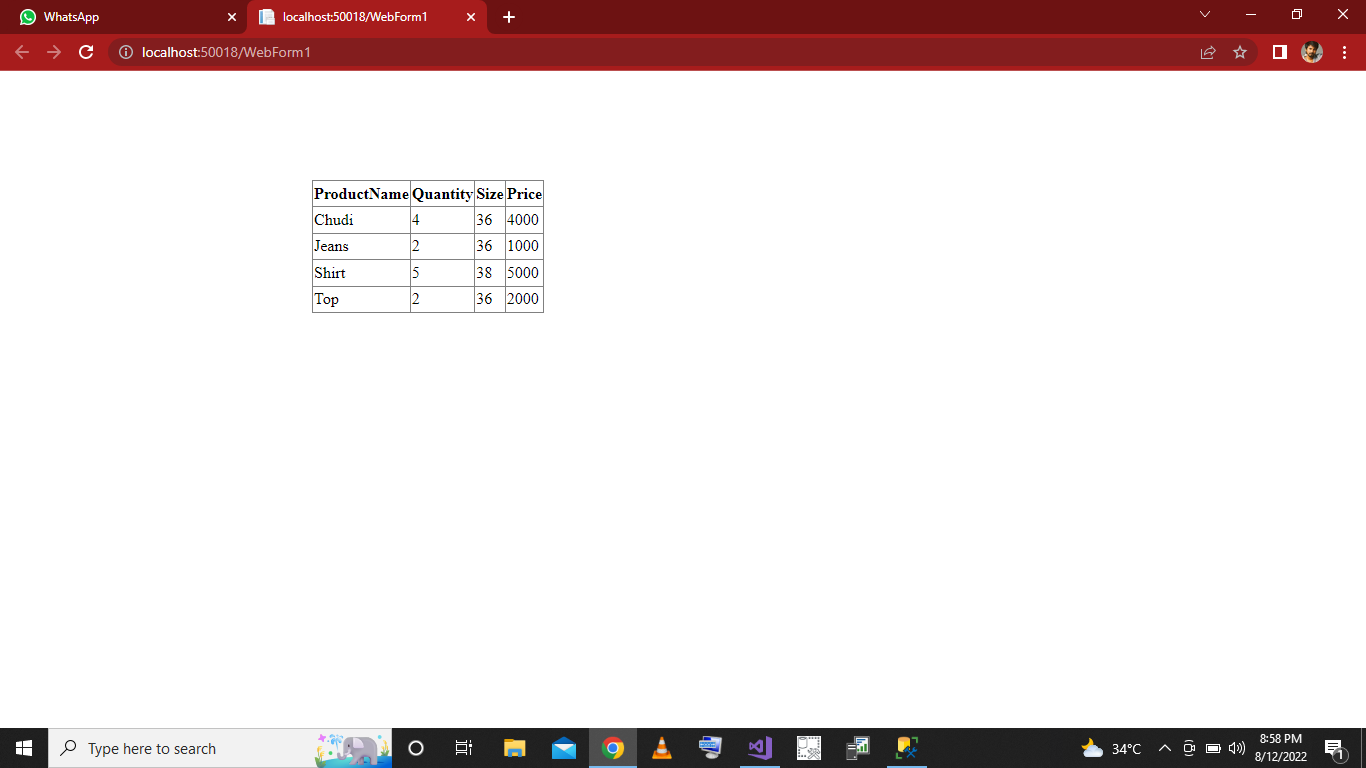 WhatsApp
localhost:50018/WebForm1
localhost:50018/WebForm1
ProductName Quantity Size Price
Chudi 4 36 4000
Jeans 2 36 1000
Shirt 5 38 5000
Top 2 36 2000
Type here to search
34°C
8:58 PM
8/12/2022
1